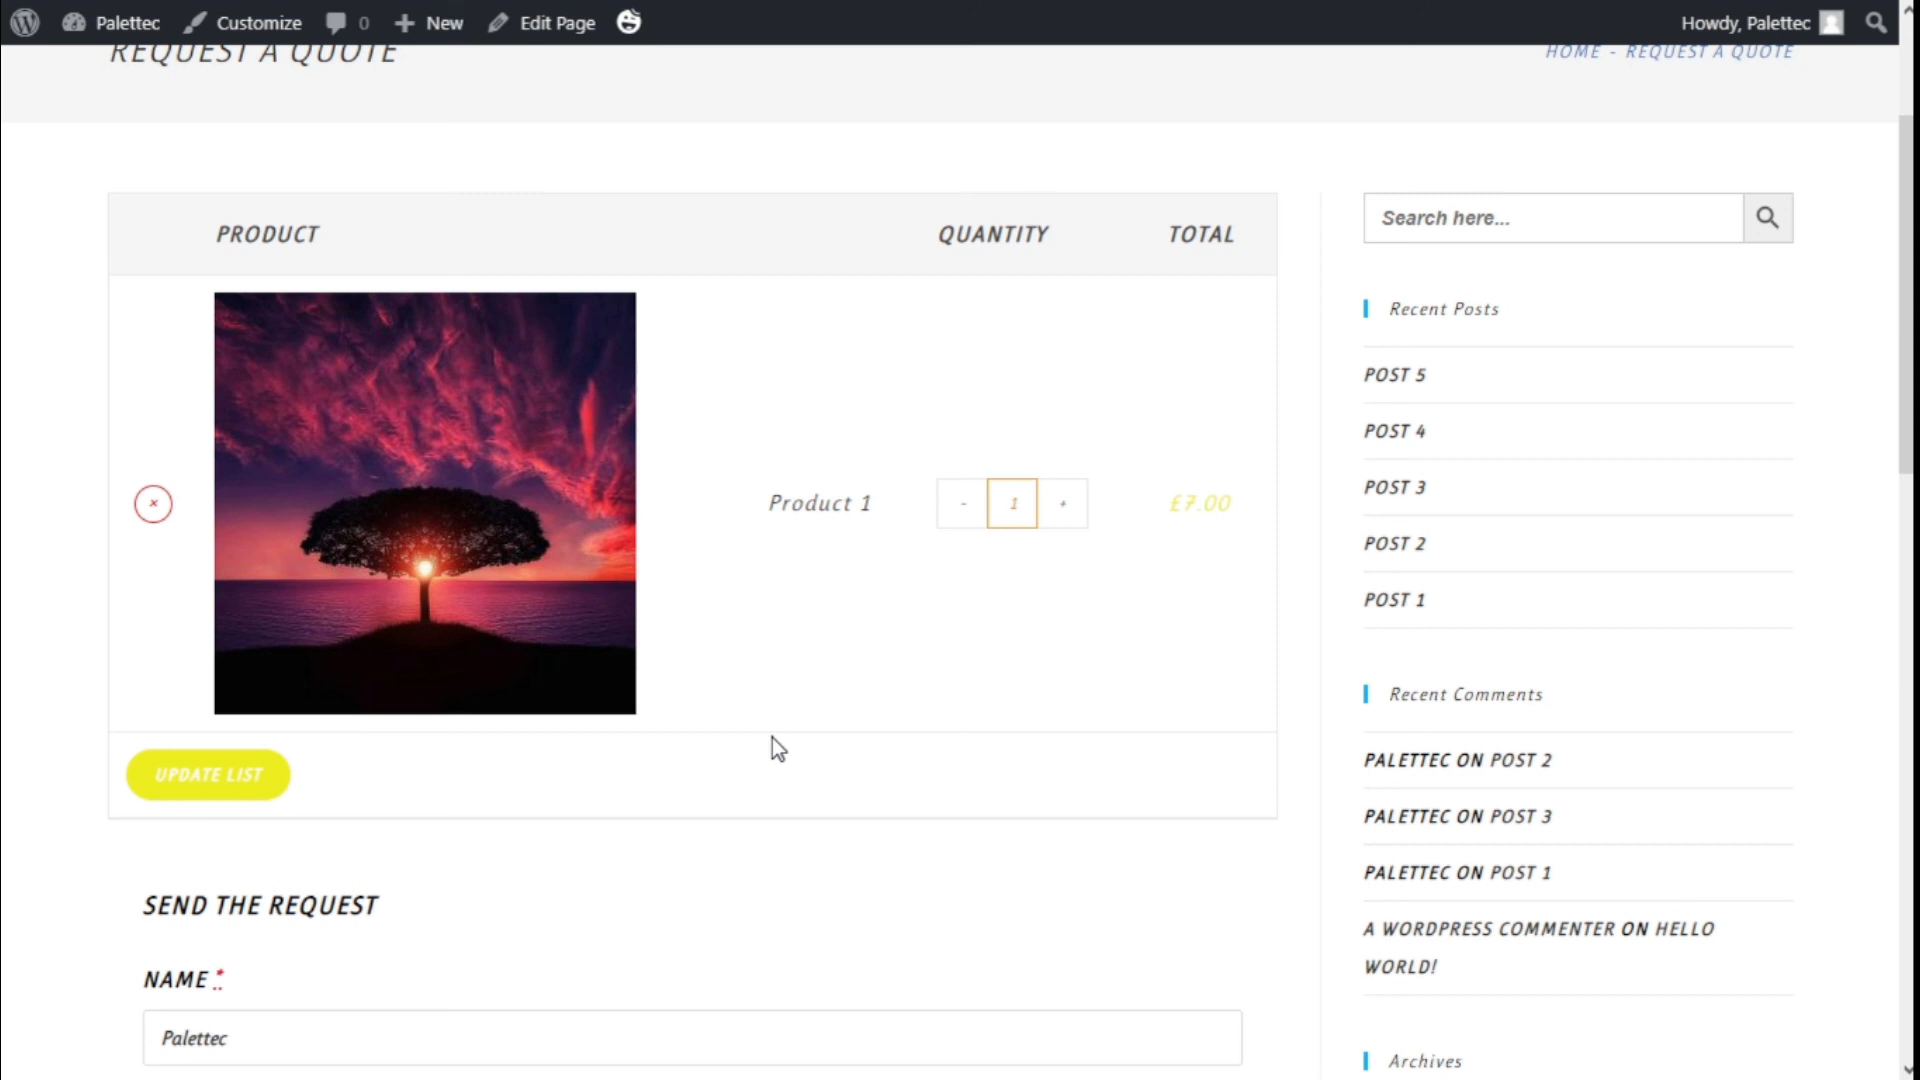 Palettec Customize 0 New Edit Page Howdy, Palettec
REQUEST A QUOTE
HOME - REQUEST A QUOTE
PRODUCT QUANTITY TOTAL
Product 1 - 1 + £7.00
UPDATE LIST
SEND THE REQUEST
NAME *
Palettec
Search here...
Recent Posts
POST 5
POST 4
POST 3
POST 2
POST 1
Recent Comments
PALETTEC ON POST 2
PALETTEC ON POST 3
PALETTEC ON POST 1
A WORDPRESS COMMENTER ON HELLO
WORLD!
Archives